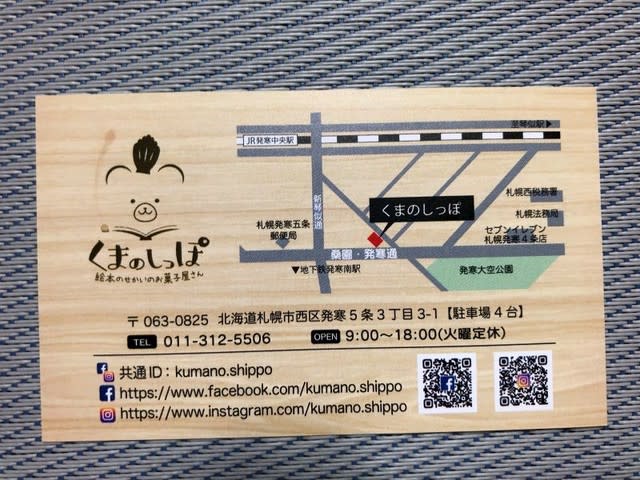 至琴似駅▶
JR発寒中央駅
新琴似通
札幌西税務署
札幌法務局
セブンイレブン
札幌発寒4条店
くまのしっぽ
札幌発寒五条
郵便局
桑園・発寒通
▼地下鉄発寒南駅
発寒大空公園
くまのしっぽ
絵本のせかいのお菓子屋さん
〒063-0825 北海道札幌市西区発寒5条3丁目3-1【駐車場4台】
TEL 011-312-5506 OPEN 9:00～18:00(火曜定休)
共通ID：kumano.shippo
https://www.facebook.com/kumano.shippo
https://www.instagram.com/kumano.shippo